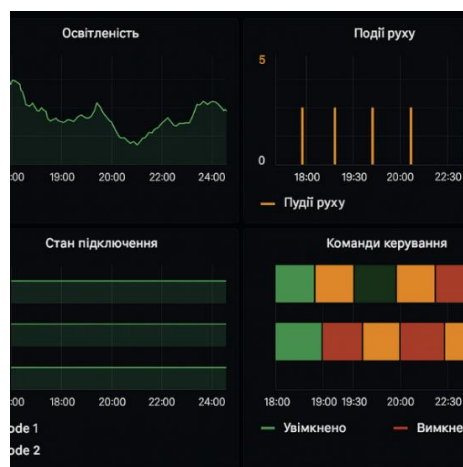 Освітленість
:00 19:00 20:00 22:00 24:00
Події руху
5
0
18:00 19:30 20:00 22:30
Пудії руху
Стан підключення
:00 18:00 20:00 22:00 24:00
ode 1
ode 2
Команди керування
18:00 19:00 19:30 20:00 22:00
Увімкнено Вимкне